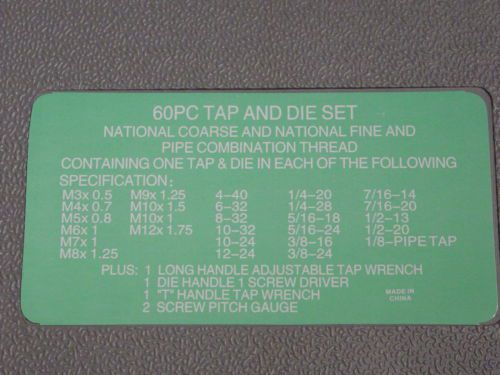 60PC TAP AND DIE SET
NATIONAL COARSE AND NATIONAL FINE AND
PIPE COMBINATION THREAD
CONTAINING ONE TAP & DIE IN EACH OF THE FOLLOWING
SPECIFICATION:
M3x 0.5 M9x 1.25 4-40 1/4-20 7/16-14
M4x 0.7 M10x 1.5 6-32 1/4-28 7/16-20
M5x 0.8 M10x 1 8-32 5/16-18 1/2-13
M6x 1 M12x 1.75 10-32 5/16-24 1/2-20
M7x 1 10-24 3/8-16 1/8-PIPE TAP
M8x 1.25 12-24 3/8-24
PLUS: 1 LONG HANDLE ADJUSTABLE TAP WRENCH
1 DIE HANDLE 1 SCREW DRIVER
1 "T" HANDLE TAP WRENCH
2 SCREW PITCH GAUGE
MADE IN
CHINA